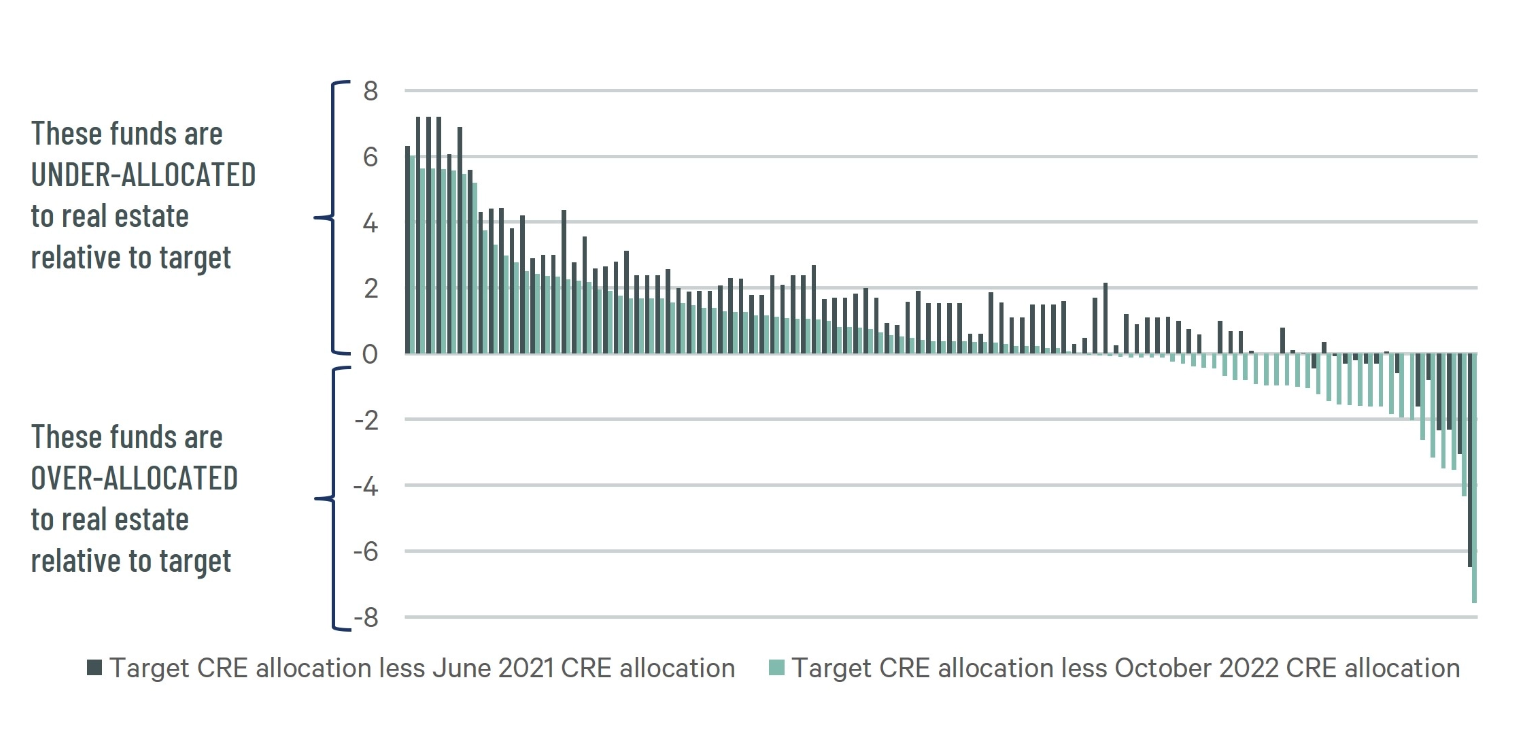 These funds are
UNDER-ALLOCATED
to real estate
relative to target
These funds are
OVER-ALLOCATED
to real estate
relative to target
8
6
4
2
0
-2
-4
-6
-8
Target CRE allocation less June 2021 CRE allocation
Target CRE allocation less October 2022 CRE allocation